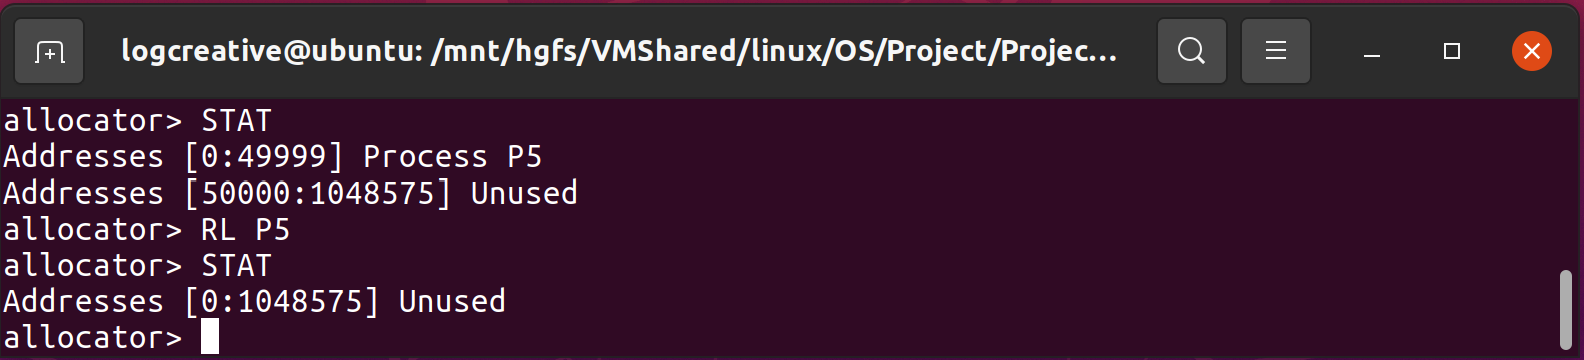 logcreative@ubuntu: /mnt/hgfs/VMShared/linux/OS/Project/Projec...
allocator> STAT
Addresses [0:49999] Process P5
Addresses [50000:1048575] Unused
allocator> RL P5
allocator> STAT
Addresses [0:1048575] Unused
allocator>